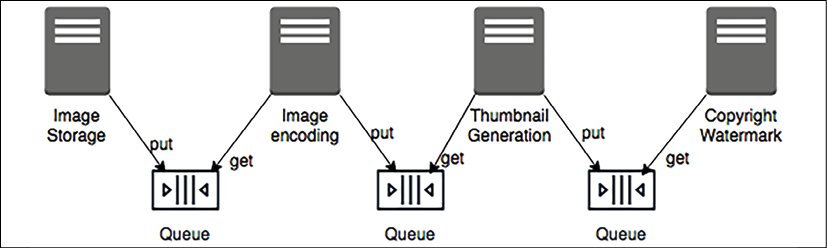 Image
Storage
Image
encoding
Thumbnail
Generation
Copyright
Watermark
put
get
put
get
put
get
Queue
Queue
Queue